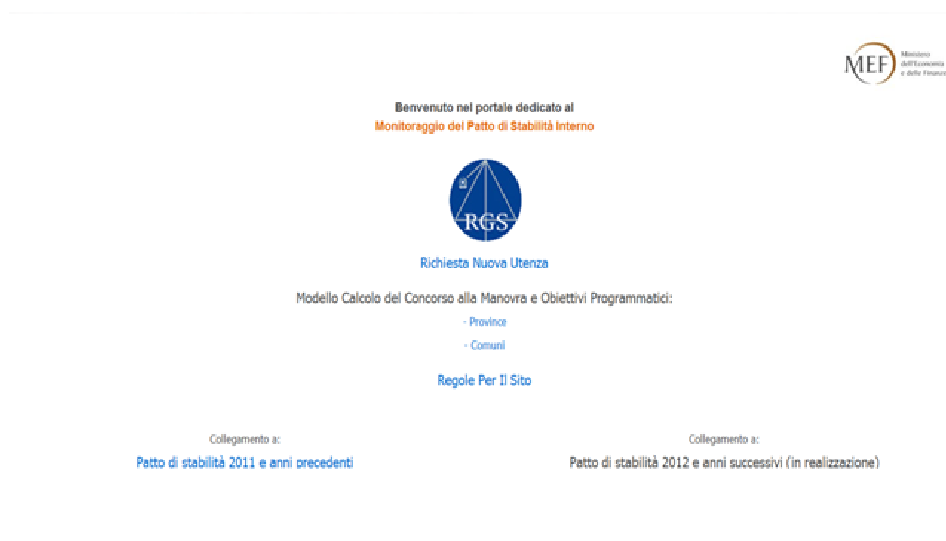 MEF
Ministero
dell'Economia
e delle Finanze
Benvenuto nel portale dedicato al
Monitoraggio del Patto di Stabilità Interno
RGS
Richiesta Nuova Utenza
Modello Calcolo del Concorso alla Manovra e Obiettivi Programmatici:
- Province
- Comuni
Regole Per Il Sito
Collegamento a:
Patto di stabilità 2011 e anni precedenti
Collegamento a:
Patto di stabilità 2012 e anni successivi (in realizzazione)